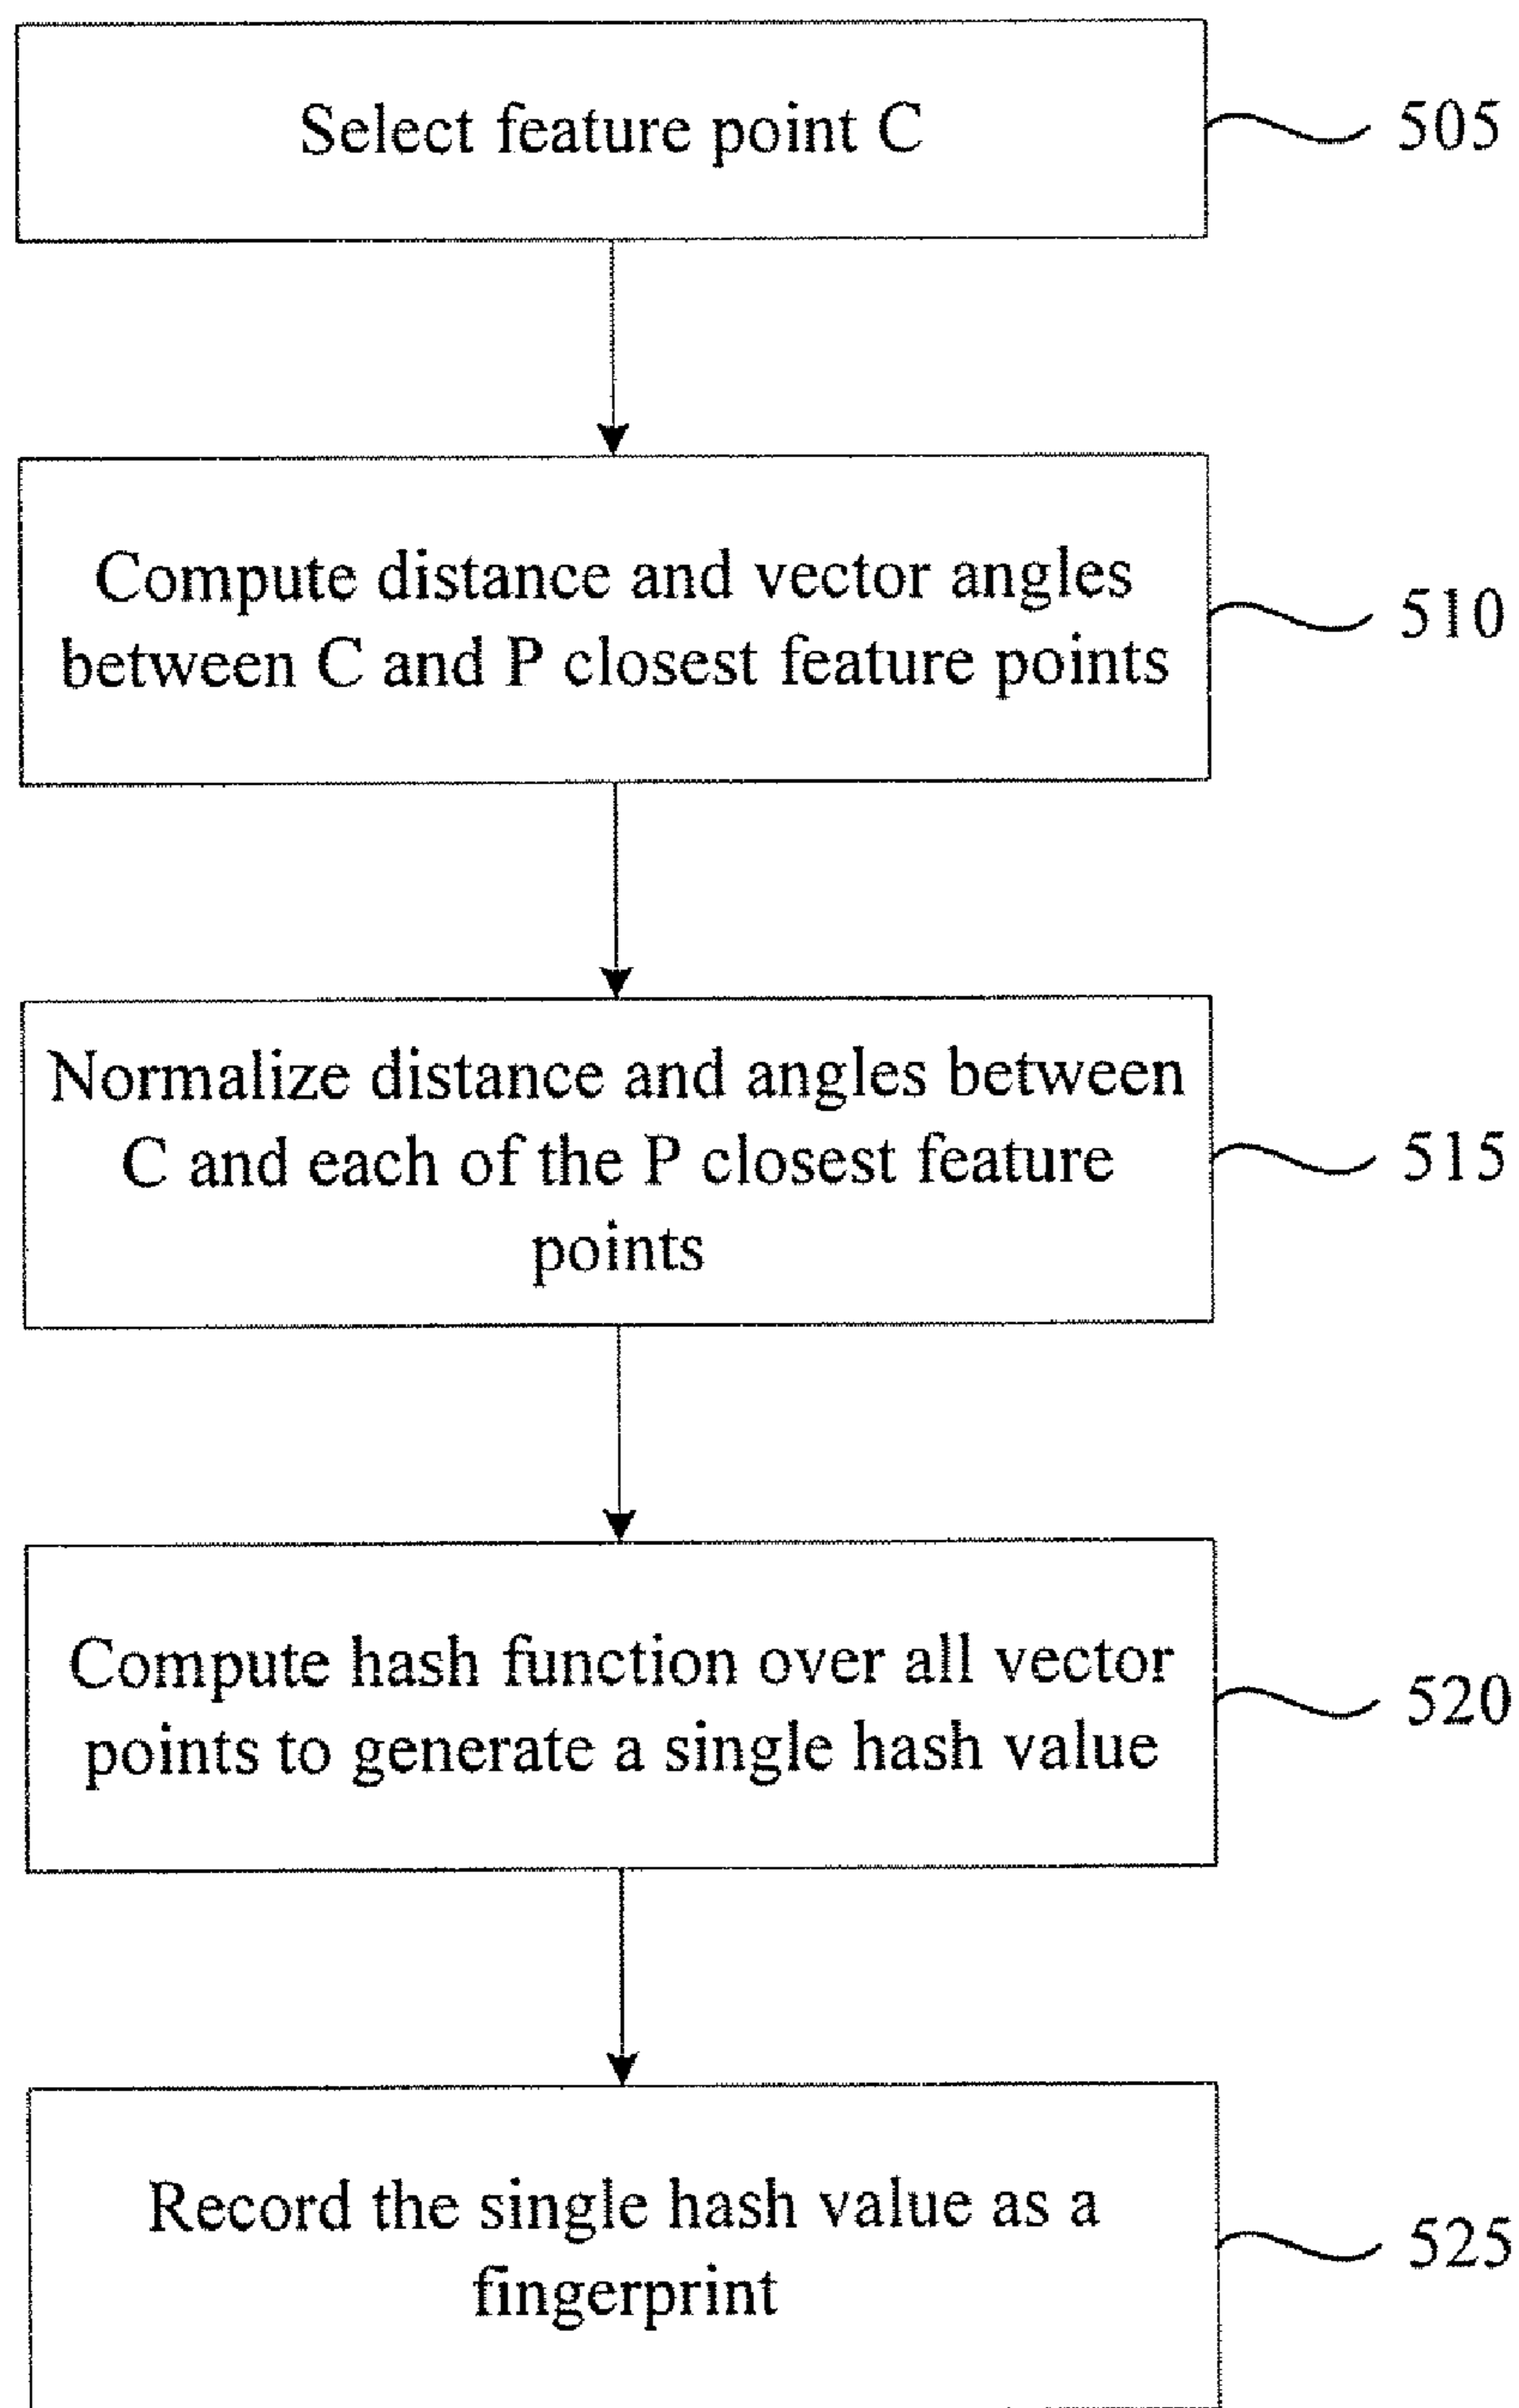 Select feature point C
505
Compute distance and vector angles
between C and P closest feature points
510
Normalize distance and angles between
C and each of the P closest feature
points
515
Compute hash function over all vector
points to generate a single hash value
520
Record the single hash value as a
fingerprint
525